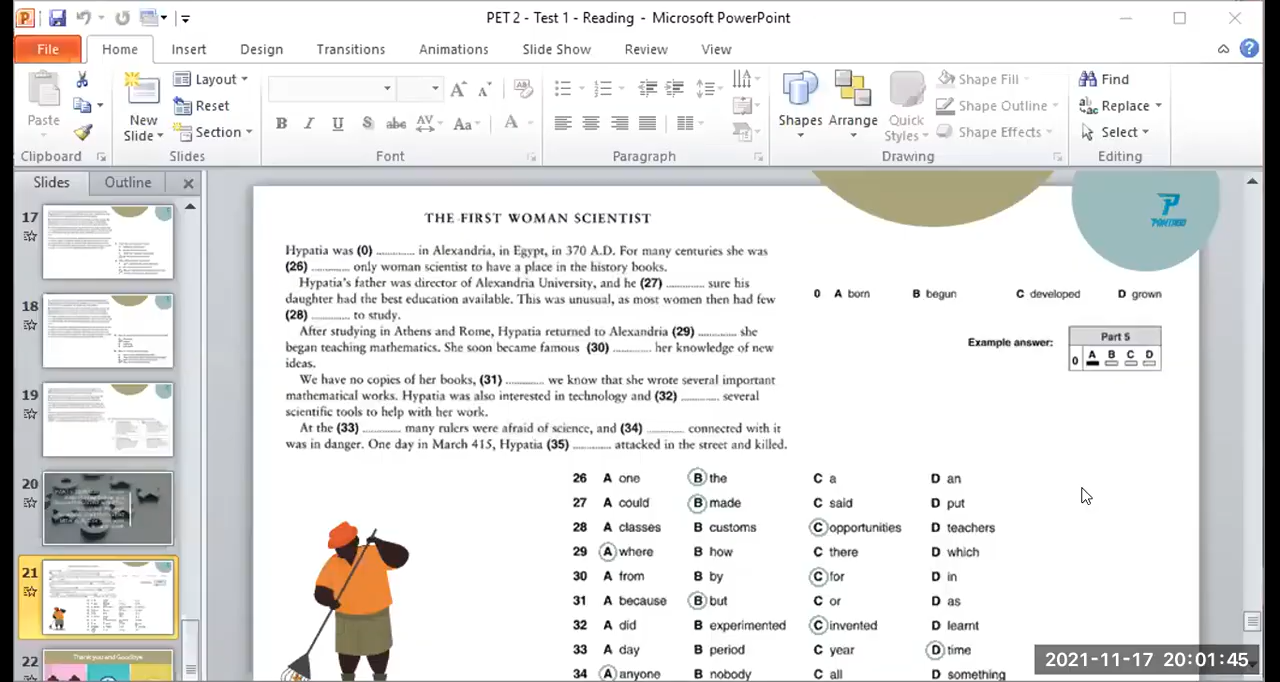 PET 2 - Test 1 - Reading - Microsoft PowerPoint
File Home Insert Design Transitions Animations Slide Show Review View
Paste
Clipboard
New Slide
Layout
Reset
Section
Slides
Font
Paragraph
Shapes
Arrange
Quick Styles
Shape Fill
Shape Outline
Shape Effects
Drawing
Find
Replace
Select
Editing
Slides Outline
17
18
19
20
21
22
Thank you and Goodbye
PANTADO
THE FIRST WOMAN SCIENTIST
Hypatia was (0) ............ in Alexandria, in Egypt, in 370 A.D. For many centuries she was
(26) ............ only woman scientist to have a place in the history books.
Hypatia's father was director of Alexandria University, and he (27) ............ sure his
daughter had the best education available. This was unusual, as most women then had few
(28) ............ to study.
After studying in Athens and Rome, Hypatia returned to Alexandria (29) ............ she
began teaching mathematics. She soon became famous (30) ............ her knowledge of new
ideas.
We have no copies of her books, (31) ............ we know that she wrote several important
mathematical works. Hypatia was also interested in technology and (32) ............ several
scientific tools to help with her work.
At the (33) ............ many rulers were afraid of science, and (34) ............ connected with it
was in danger. One day in March 415, Hypatia (35) ............ attacked in the street and killed.
0 A born B begun C developed D grown
Example answer:
Part 5
0 A B C D
26 A one B the C a D an
27 A could B made C said D put
28 A classes B customs C opportunities D teachers
29 A where B how C there D which
30 A from B by C for D in
31 A because B but C or D as
32 A did B experimented C invented D learnt
33 A day B period C year D time
34 A anyone B nobody C all D something
2021-11-17 20:01:45